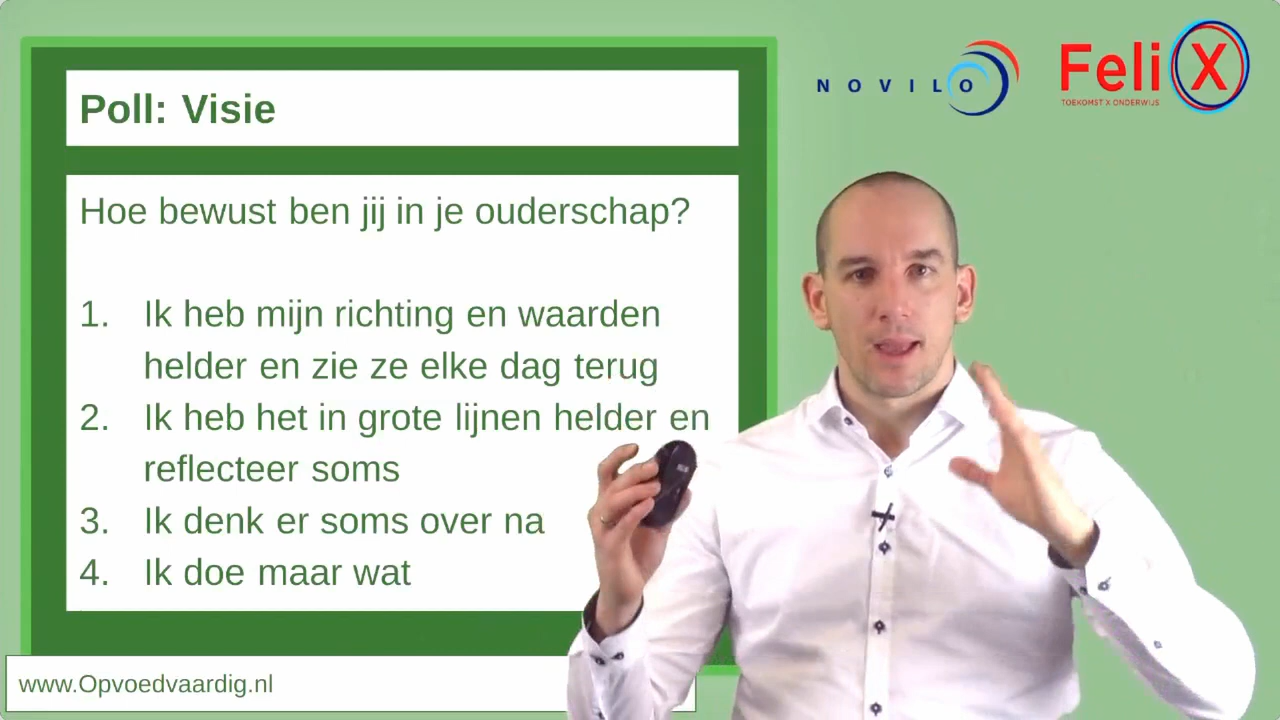 Poll: Visie
NOVILO
FeliX
TOEKOMST X ONDERWIJS
Hoe bewust ben jij in je ouderschap?
1. Ik heb mijn richting en waarden
helder en zie ze elke dag terug
2. Ik heb het in grote lijnen helder en
reflecteer soms
3. Ik denk er soms over na
4. Ik doe maar wat
www.Opvoedvaardig.nl